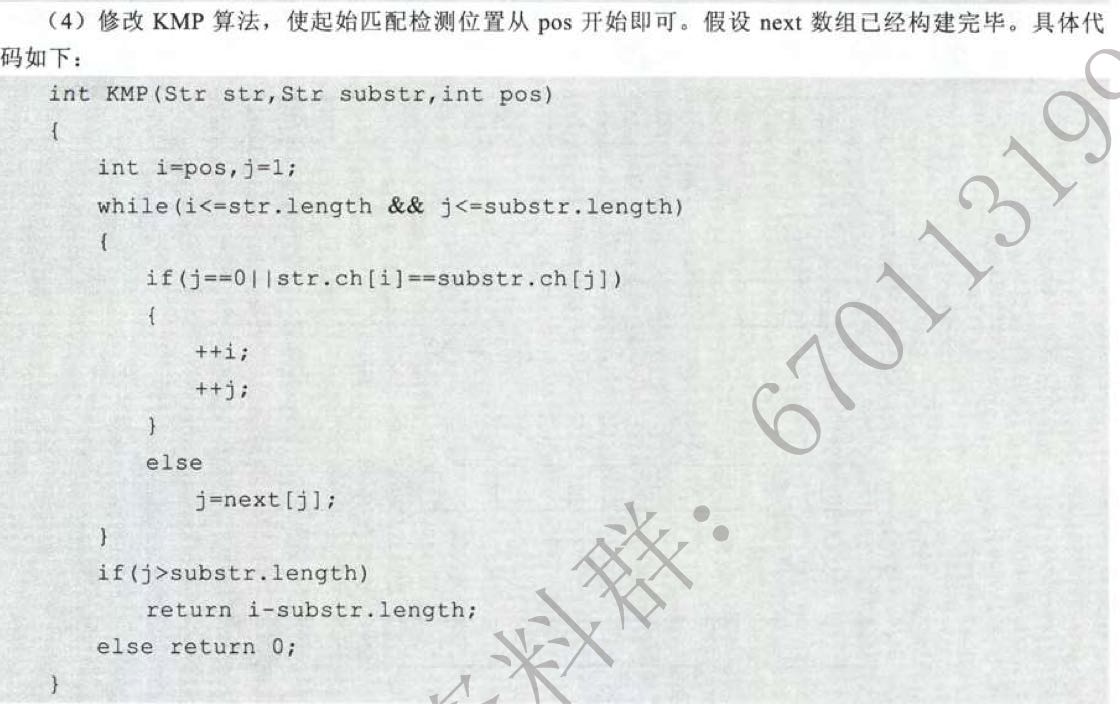 （4）修改 KMP 算法，使起始匹配检测位置从 pos 开始即可。假设 next 数组已经构建完毕。具体代
码如下：
int KMP(Str str,Str substr,int pos)
{
int i=pos,j=1;
while(i<=str.length && j<=substr.length)
{
if(j==0||str.ch[i]==substr.ch[j])
{
++i;
++j;
}
else
j=next[j];
}
if(j>substr.length)
return i-substr.length;
else return 0;
}
料群：670113199